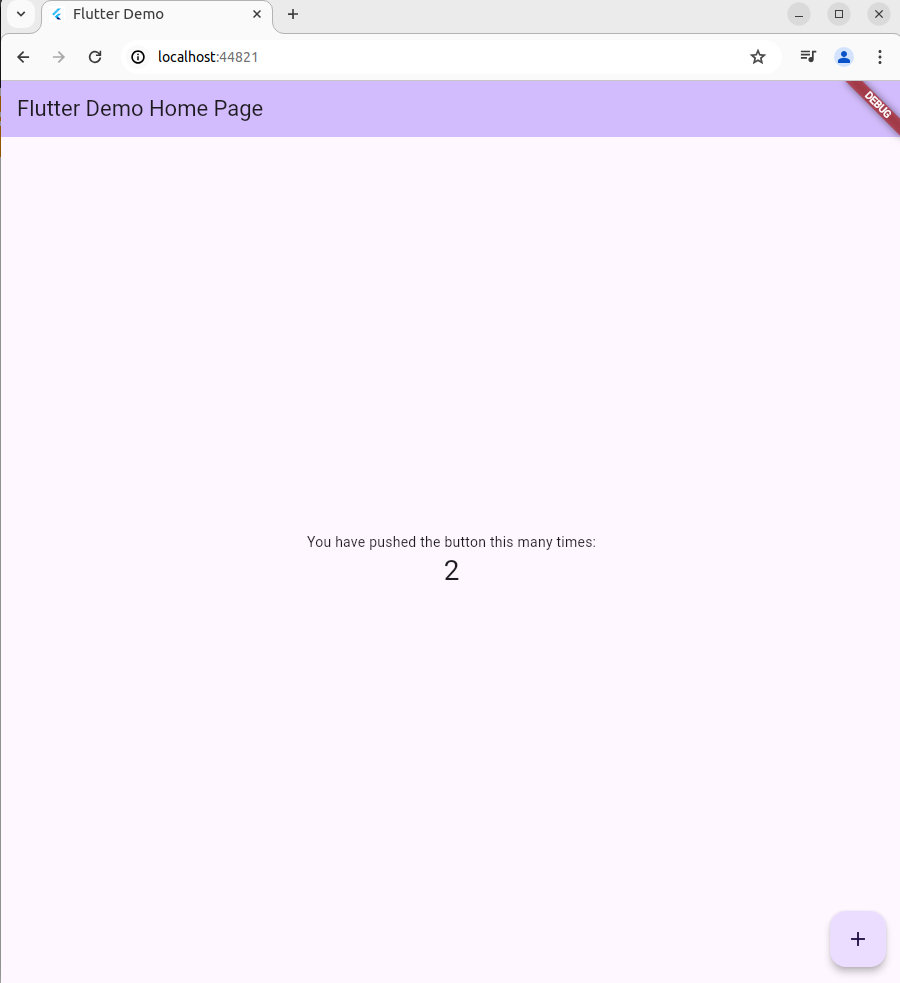 Flutter Demo
localhost:44821
Flutter Demo Home Page
DEBUG
You have pushed the button this many times:
2